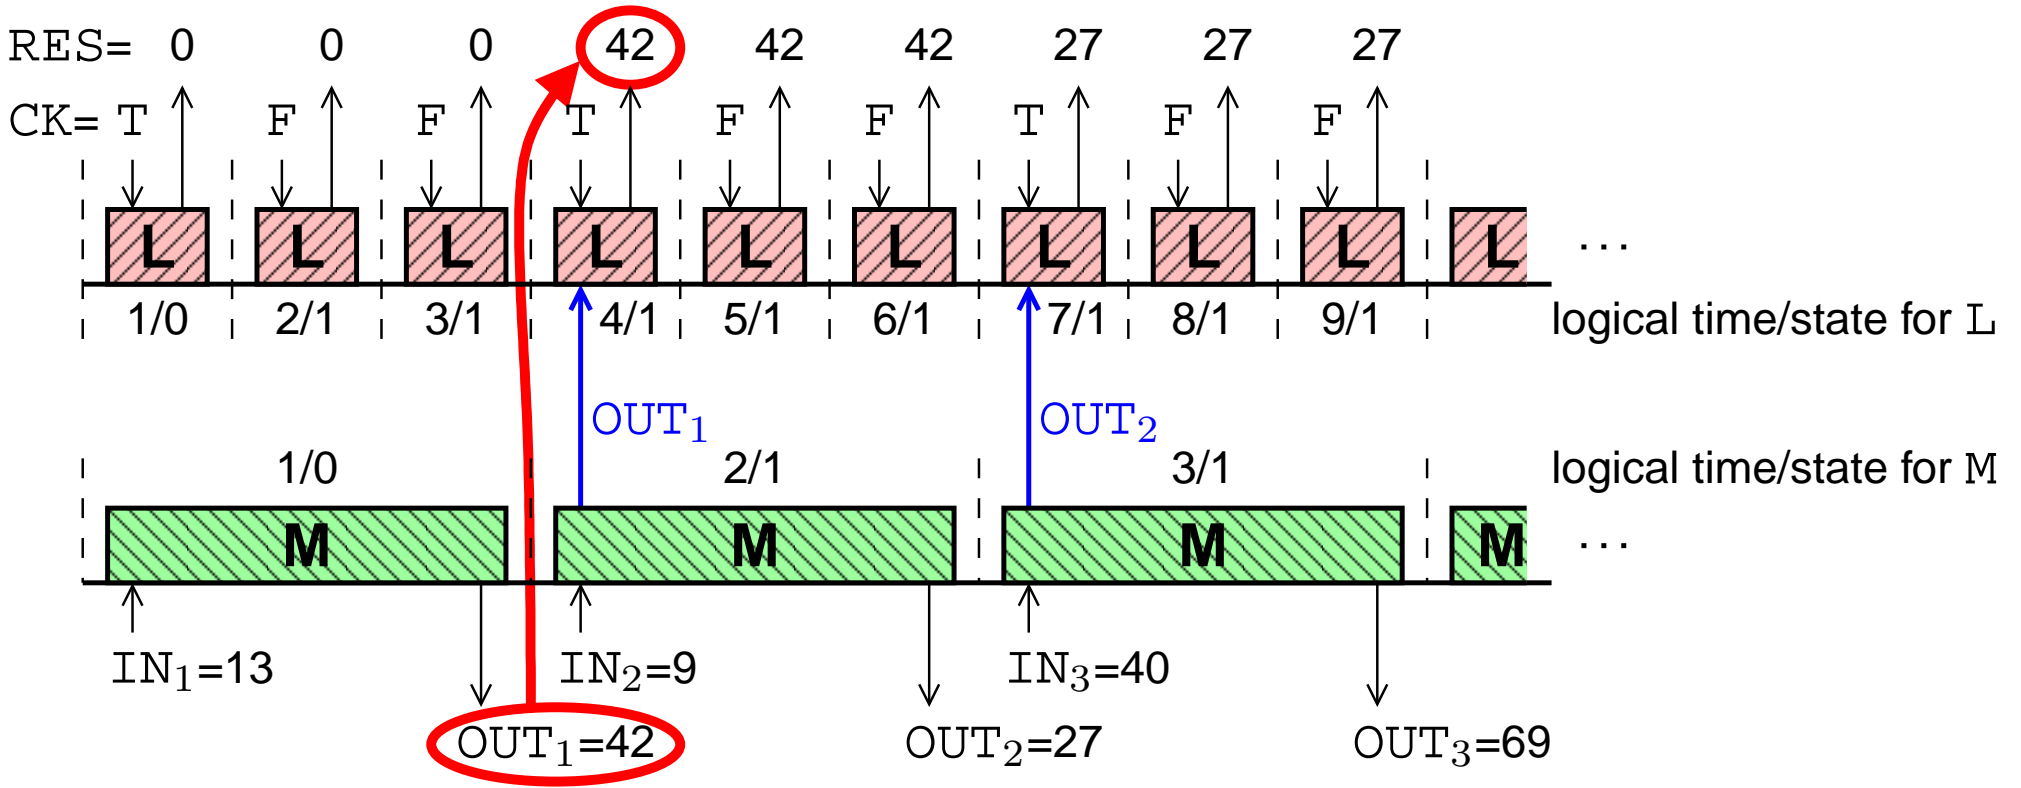 RES= 0 0 0 42 42 42 27 27 27
CK= T F F T F F T F F
L L L L L L L L L L ...
1/0 2/1 3/1 4/1 5/1 6/1 7/1 8/1 9/1 logical time/state for L
OUT₁ OUT₂
1/0 2/1 3/1 logical time/state for M
M M M M ...
IN₁=13 IN₂=9 IN₃=40
OUT₁=42 OUT₂=27 OUT₃=69